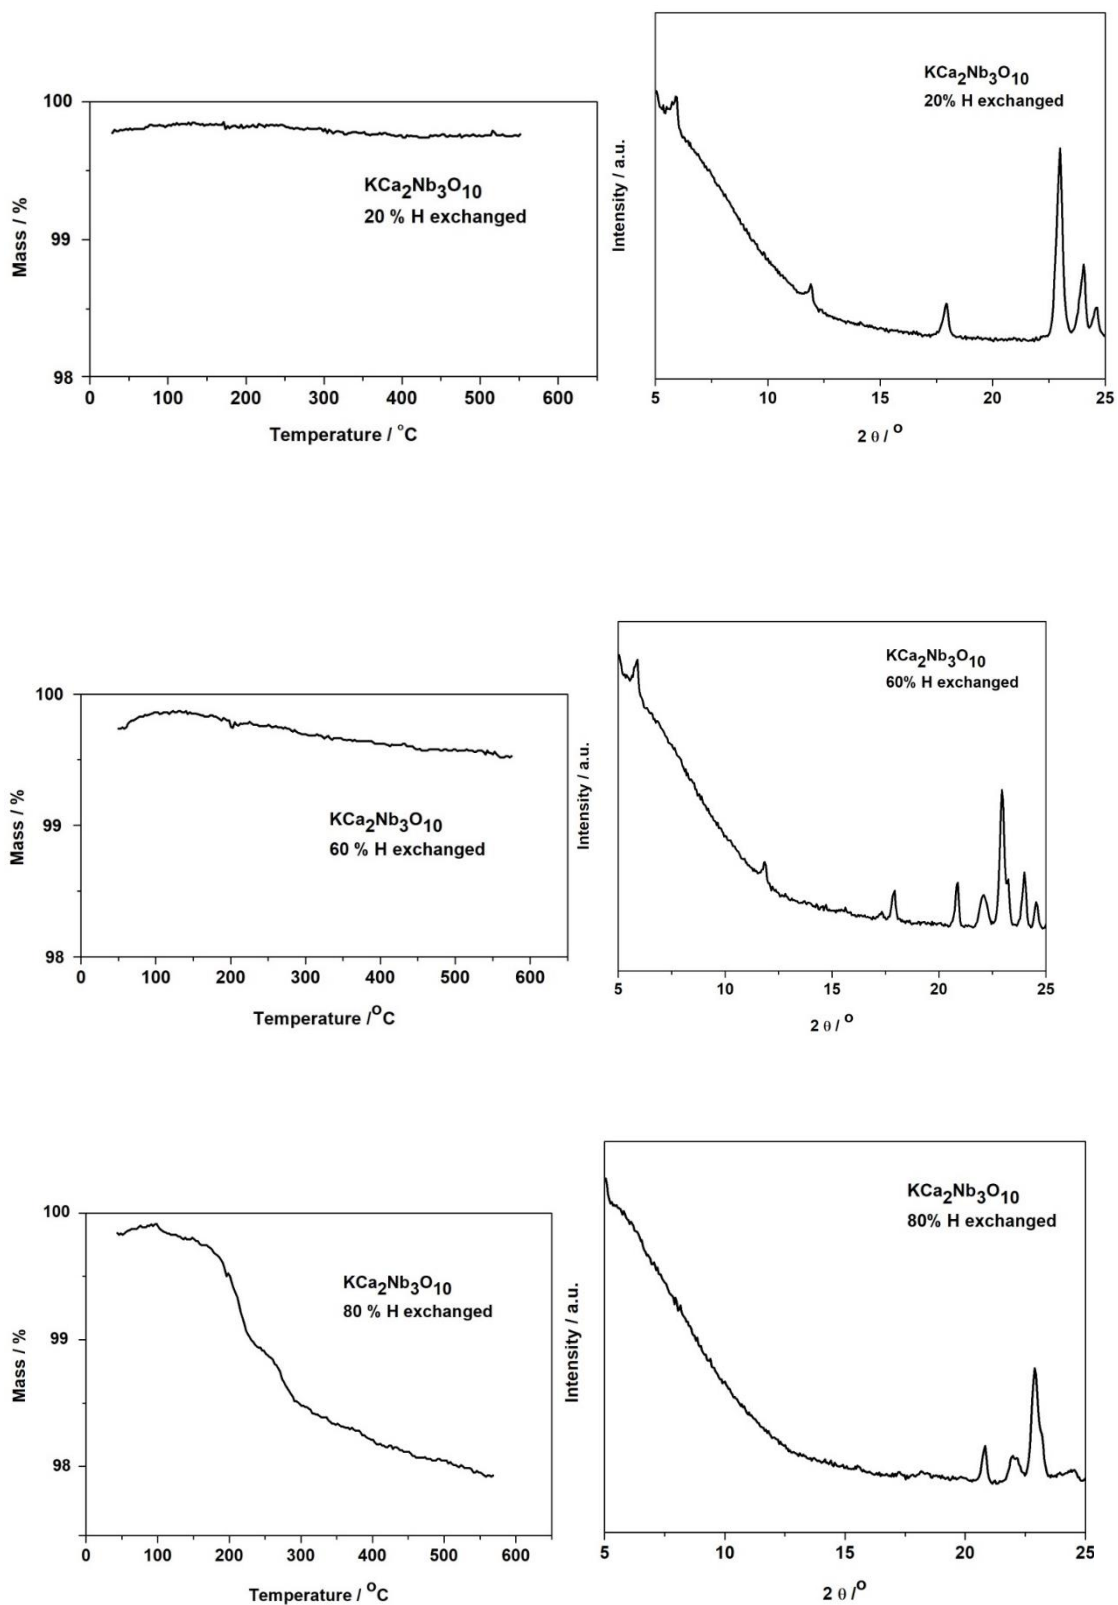 100
99
98
Mass / %
KCa2Nb3O10
20 % H exchanged
0 100 200 300 400 500 600
Temperature / °C
Intensity / a.u.
KCa2Nb3O10
20% H exchanged
5 10 15 20 25
2 θ / o
100
99
98
Mass / %
KCa2Nb3O10
60 % H exchanged
0 100 200 300 400 500 600
Temperature /oC
Intensity / a.u.
KCa2Nb3O10
60% H exchanged
5 10 15 20 25
2 θ / o
100
99
98
Mass / %
KCa2Nb3O10
80 % H exchanged
0 100 200 300 400 500 600
Temperature / oC
Intensity / a.u.
KCa2Nb3O10
80% H exchanged
5 10 15 20 25
2 θ /o